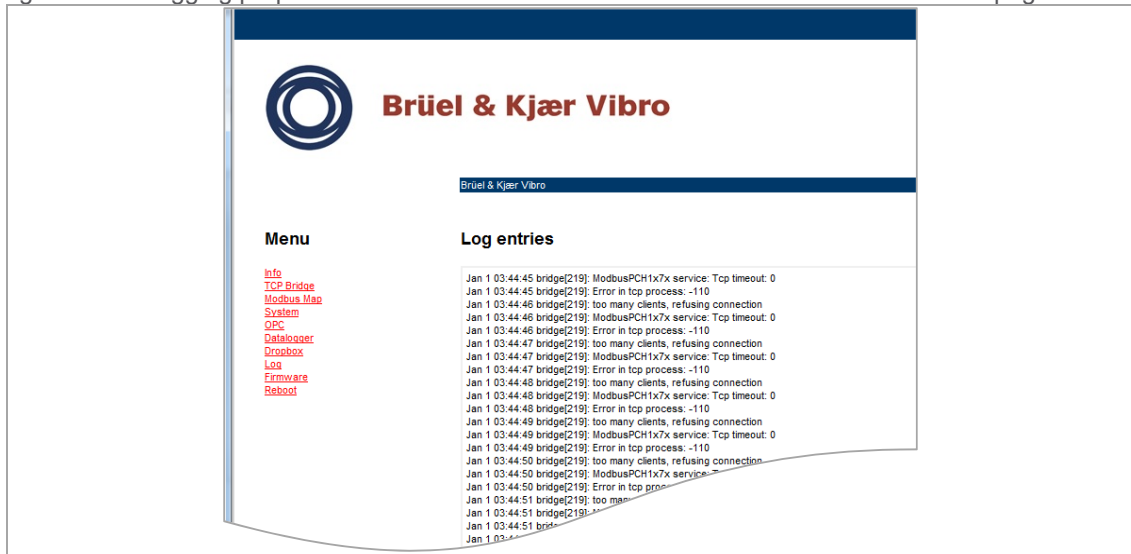 Brüel & Kjær Vibro
Brüel & Kjær Vibro
Menu
Info
TCP Bridge
Modbus Map
System
OPC
Datalogger
Dropbox
Log
Firmware
Reboot
Log entries
Jan 1 03:44:45 bridge[219]: ModbusPCH1x7x service: Tcp timeout: 0
Jan 1 03:44:45 bridge[219]: Error in tcp process: -110
Jan 1 03:44:46 bridge[219]: too many clients, refusing connection
Jan 1 03:44:46 bridge[219]: ModbusPCH1x7x service: Tcp timeout: 0
Jan 1 03:44:46 bridge[219]: Error in tcp process: -110
Jan 1 03:44:47 bridge[219]: too many clients, refusing connection
Jan 1 03:44:47 bridge[219]: ModbusPCH1x7x service: Tcp timeout: 0
Jan 1 03:44:47 bridge[219]: Error in tcp process: -110
Jan 1 03:44:48 bridge[219]: too many clients, refusing connection
Jan 1 03:44:48 bridge[219]: ModbusPCH1x7x service: Tcp timeout: 0
Jan 1 03:44:48 bridge[219]: Error in tcp process: -110
Jan 1 03:44:49 bridge[219]: too many clients, refusing connection
Jan 1 03:44:49 bridge[219]: ModbusPCH1x7x service: Tcp timeout: 0
Jan 1 03:44:49 bridge[219]: Error in tcp process: -110
Jan 1 03:44:50 bridge[219]: too many clients, refusing connection
Jan 1 03:44:50 bridge[219]: ModbusPCH1x7x service:
Jan 1 03:44:50 bridge[219]: Error in tcp
Jan 1 03:44:51 bridge[219]: too
Jan 1 03:44:51 bridge[219]:
Jan 1 03:44:51
Jan 1